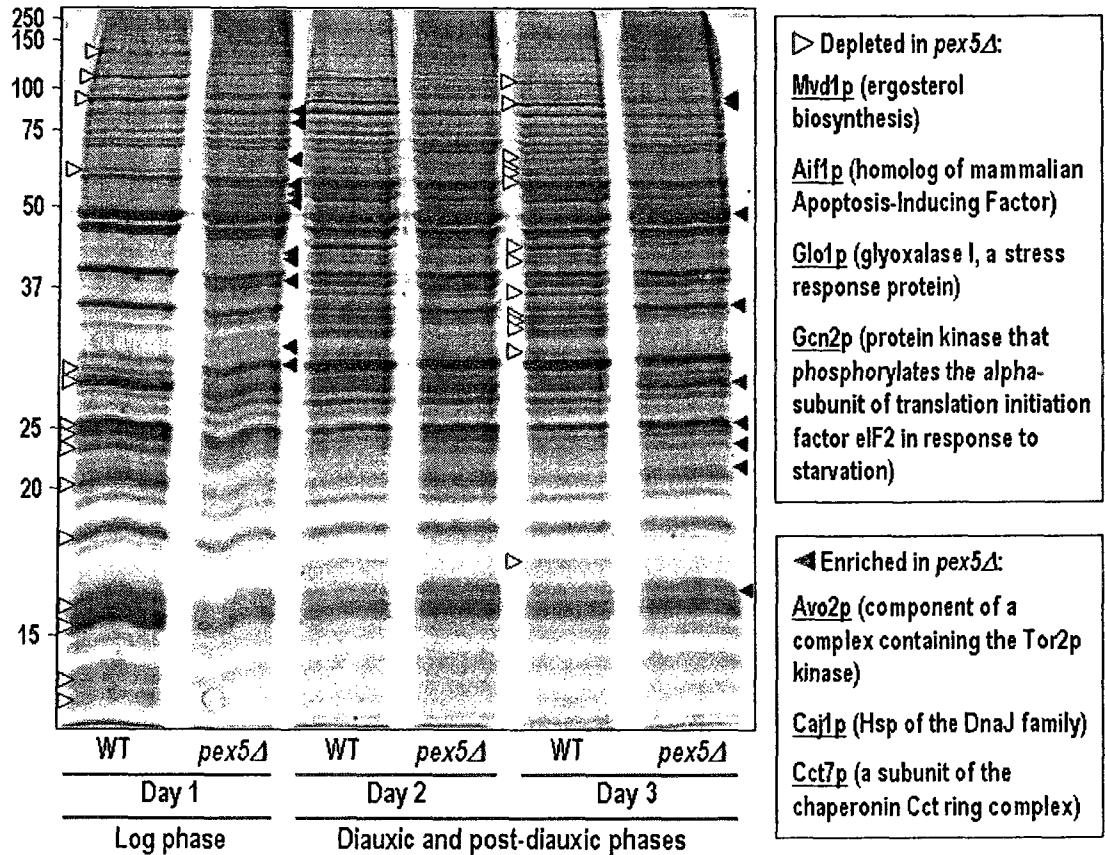 250
150
100
75
50
37
25
20
15
WT
pex5Δ
WT
pex5Δ
WT
pex5Δ
Day 1
Day 2
Day 3
Log phase
Diauxic and post-diauxic phases
▷ Depleted in pex5Δ:
Mvd1p (ergosterol
biosynthesis)
Aif1p (homolog of mammalian
Apoptosis-Inducing Factor)
Glo1p (glyoxalase I, a stress
response protein)
Gcn2p (protein kinase that
phosphorylates the alpha-
subunit of translation initiation
factor eIF2 in response to
starvation)
◀ Enriched in pex5Δ:
Avo2p (component of a
complex containing the Tor2p
kinase)
Caj1p (Hsp of the DnaJ family)
Cct7p (a subunit of the
chaperonin Cct ring complex)